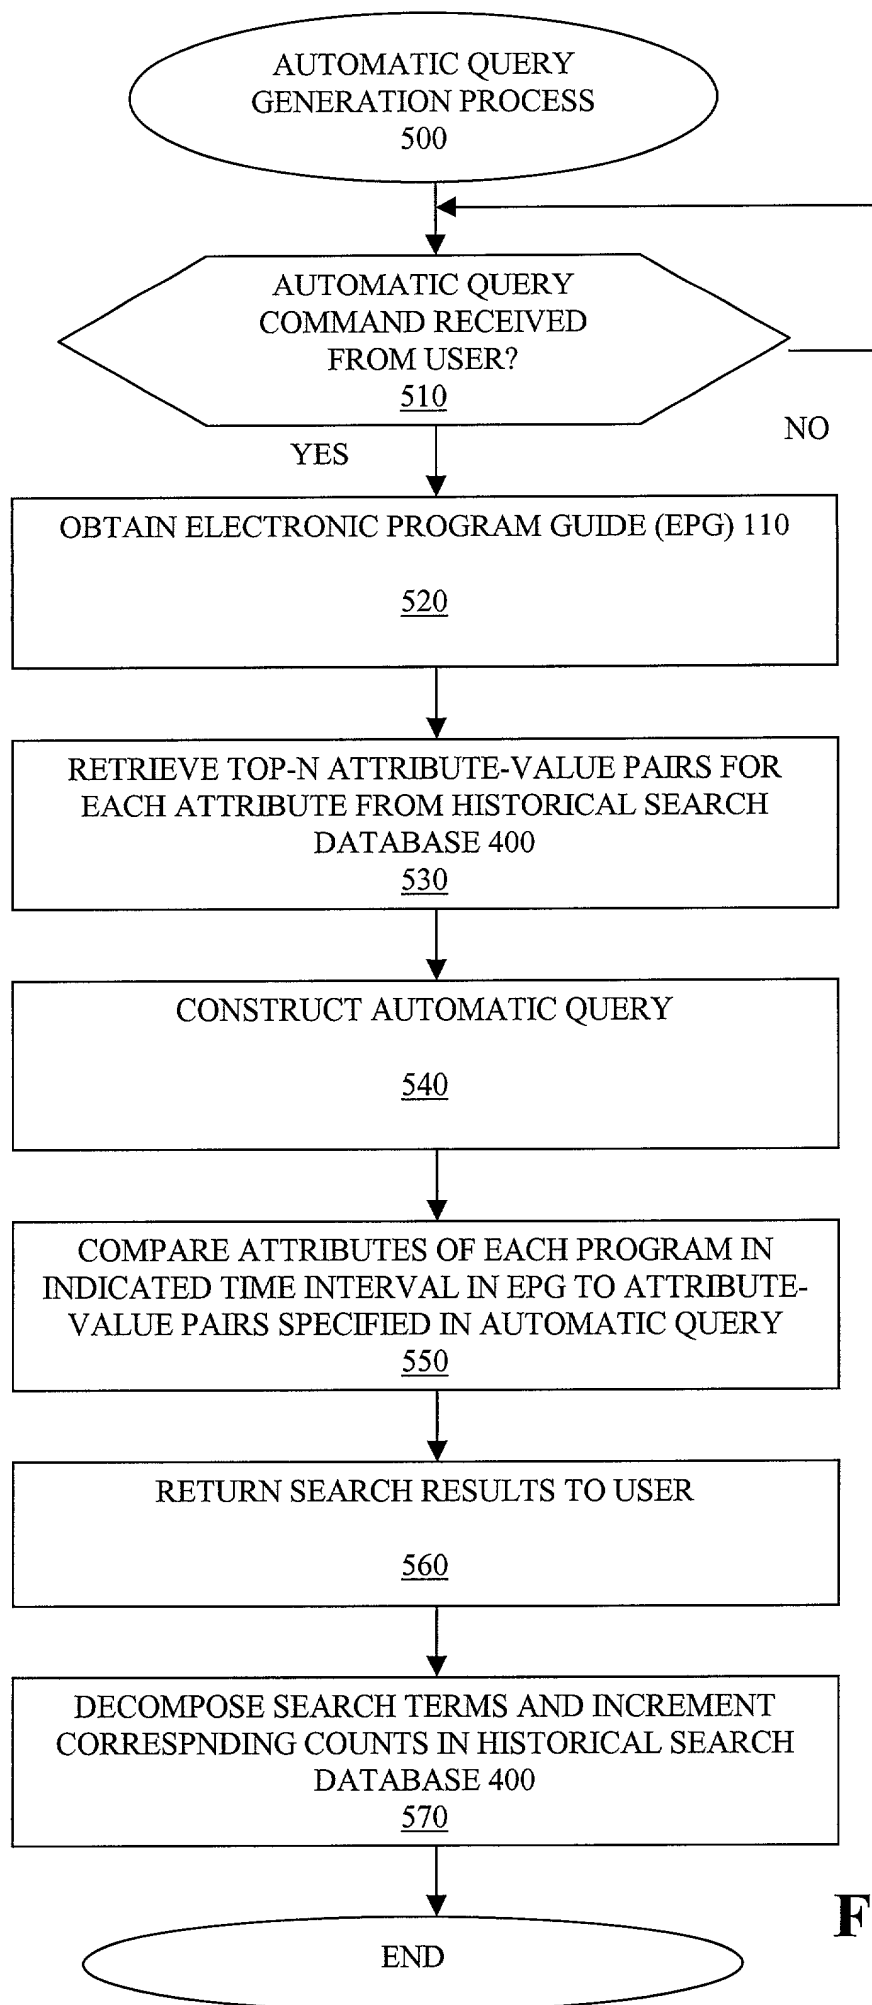 AUTOMATIC QUERY
GENERATION PROCESS
500
AUTOMATIC QUERY
COMMAND RECEIVED
FROM USER?
510
NO
YES
OBTAIN ELECTRONIC PROGRAM GUIDE (EPG) 110
520
RETRIEVE TOP-N ATTRIBUTE-VALUE PAIRS FOR
EACH ATTRIBUTE FROM HISTORICAL SEARCH
DATABASE 400
530
CONSTRUCT AUTOMATIC QUERY
540
COMPARE ATTRIBUTES OF EACH PROGRAM IN
INDICATED TIME INTERVAL IN EPG TO ATTRIBUTE-
VALUE PAIRS SPECIFIED IN AUTOMATIC QUERY
550
RETURN SEARCH RESULTS TO USER
560
DECOMPOSE SEARCH TERMS AND INCREMENT
CORRESPNDING COUNTS IN HISTORICAL SEARCH
DATABASE 400
570
F
END